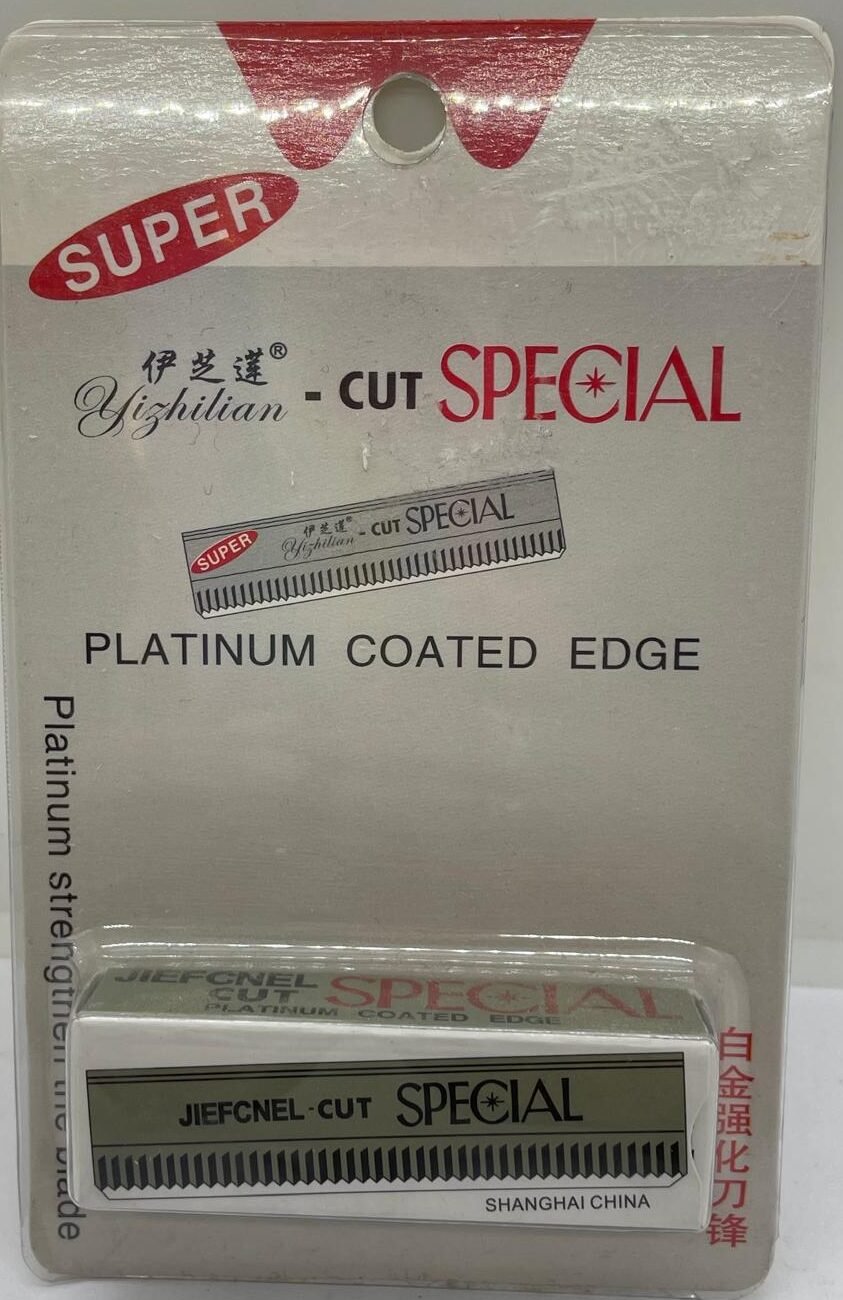 SUPER
伊芝莲®
Yizhilian - CUT SPECIAL
SUPER
伊芝莲®
Yizhilian - CUT SPECIAL
PLATINUM COATED EDGE
Platinum strengthen the blade
JIEFCNEL
CUT SPECIAL
PLATINUM COATED EDGE
JIEFCNEL-CUT SPECIAL
SHANGHAI CHINA
白金强化刀锋